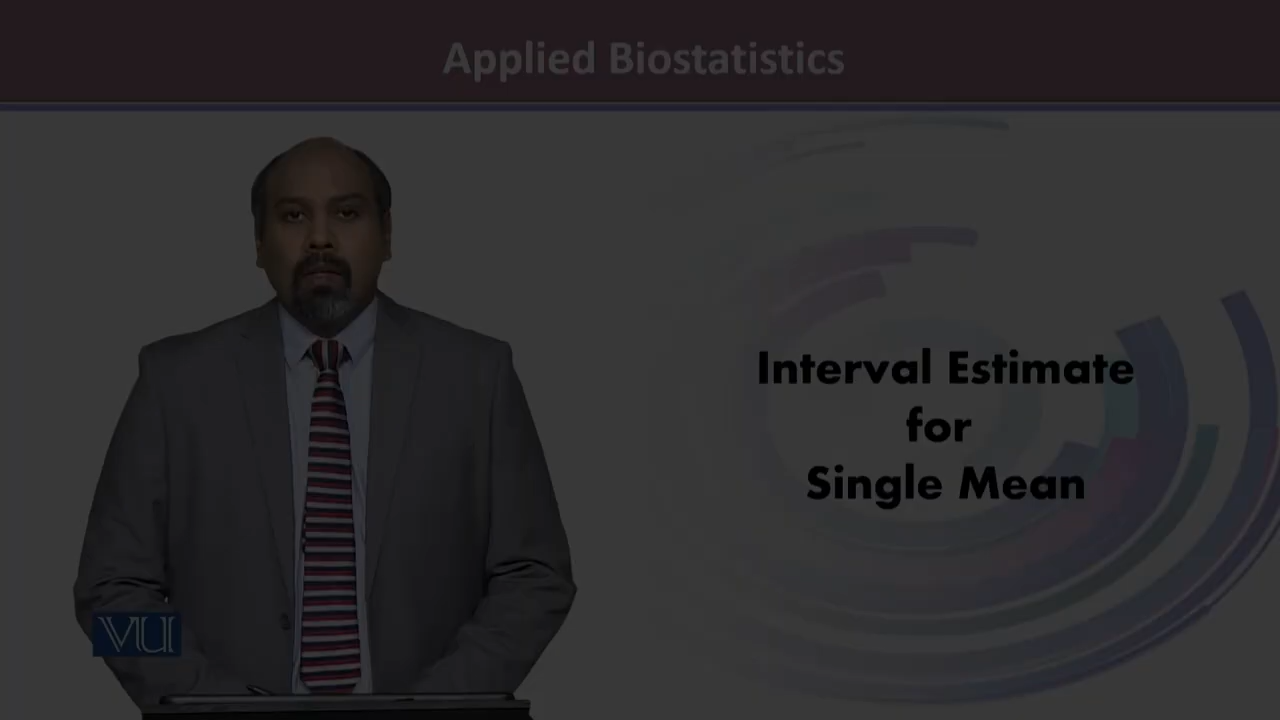 Applied Biostatistics
Interval Estimate
for
Single Mean
VU